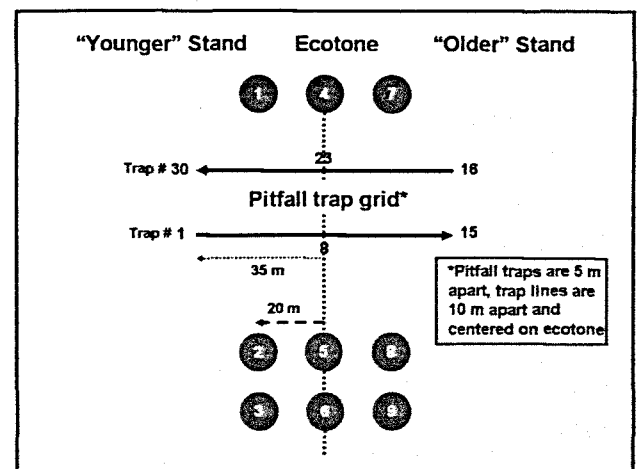 "Younger" Stand Ecotone "Older" Stand
1 4 7
23
Trap # 30 16
Pitfall trap grid*
Trap # 1 15
8
35 m
*Pitfall traps are 5 m
apart, trap lines are
10 m apart and
centered on ecotone
20 m
2 5 8
3 6 9